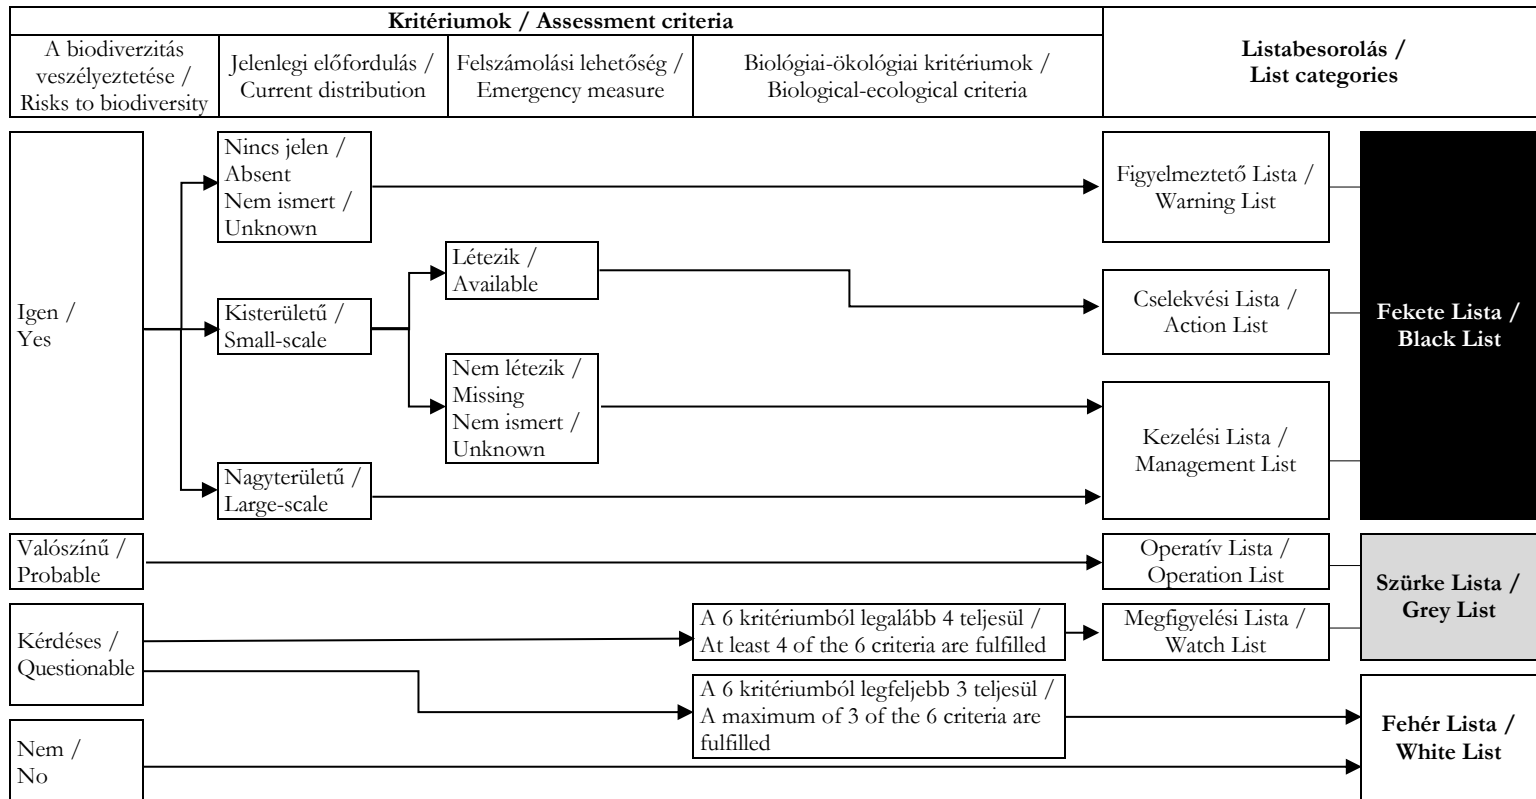 Kritériumok / Assessment criteria
A biodiverzitás
veszélyeztetése /
Risks to biodiversity
Jelenlegi előfordulás /
Current distribution
Felszámolási lehetőség /
Emergency measure
Biológiai-ökológiai kritériumok /
Biological-ecological criteria
Listabesorolás /
List categories
Igen /
Yes
Nincs jelen /
Absent
Nem ismert /
Unknown
Figyelmeztető Lista /
Warning List
Kisterületű /
Small-scale
Létezik /
Available
Cselekvési Lista /
Action List
Nem létezik /
Missing
Nem ismert /
Unknown
Nagyterületű /
Large-scale
Kezelési Lista /
Management List
Fekete Lista /
Black List
Valószínű /
Probable
Operatív Lista /
Operation List
Kérdéses /
Questionable
A 6 kritériumból legalább 4 teljesül /
At least 4 of the 6 criteria are fulfilled
Megfigyelési Lista /
Watch List
Szürke Lista /
Grey List
A 6 kritériumból legfeljebb 3 teljesül /
A maximum of 3 of the 6 criteria are
fulfilled
Nem /
No
Fehér Lista /
White List